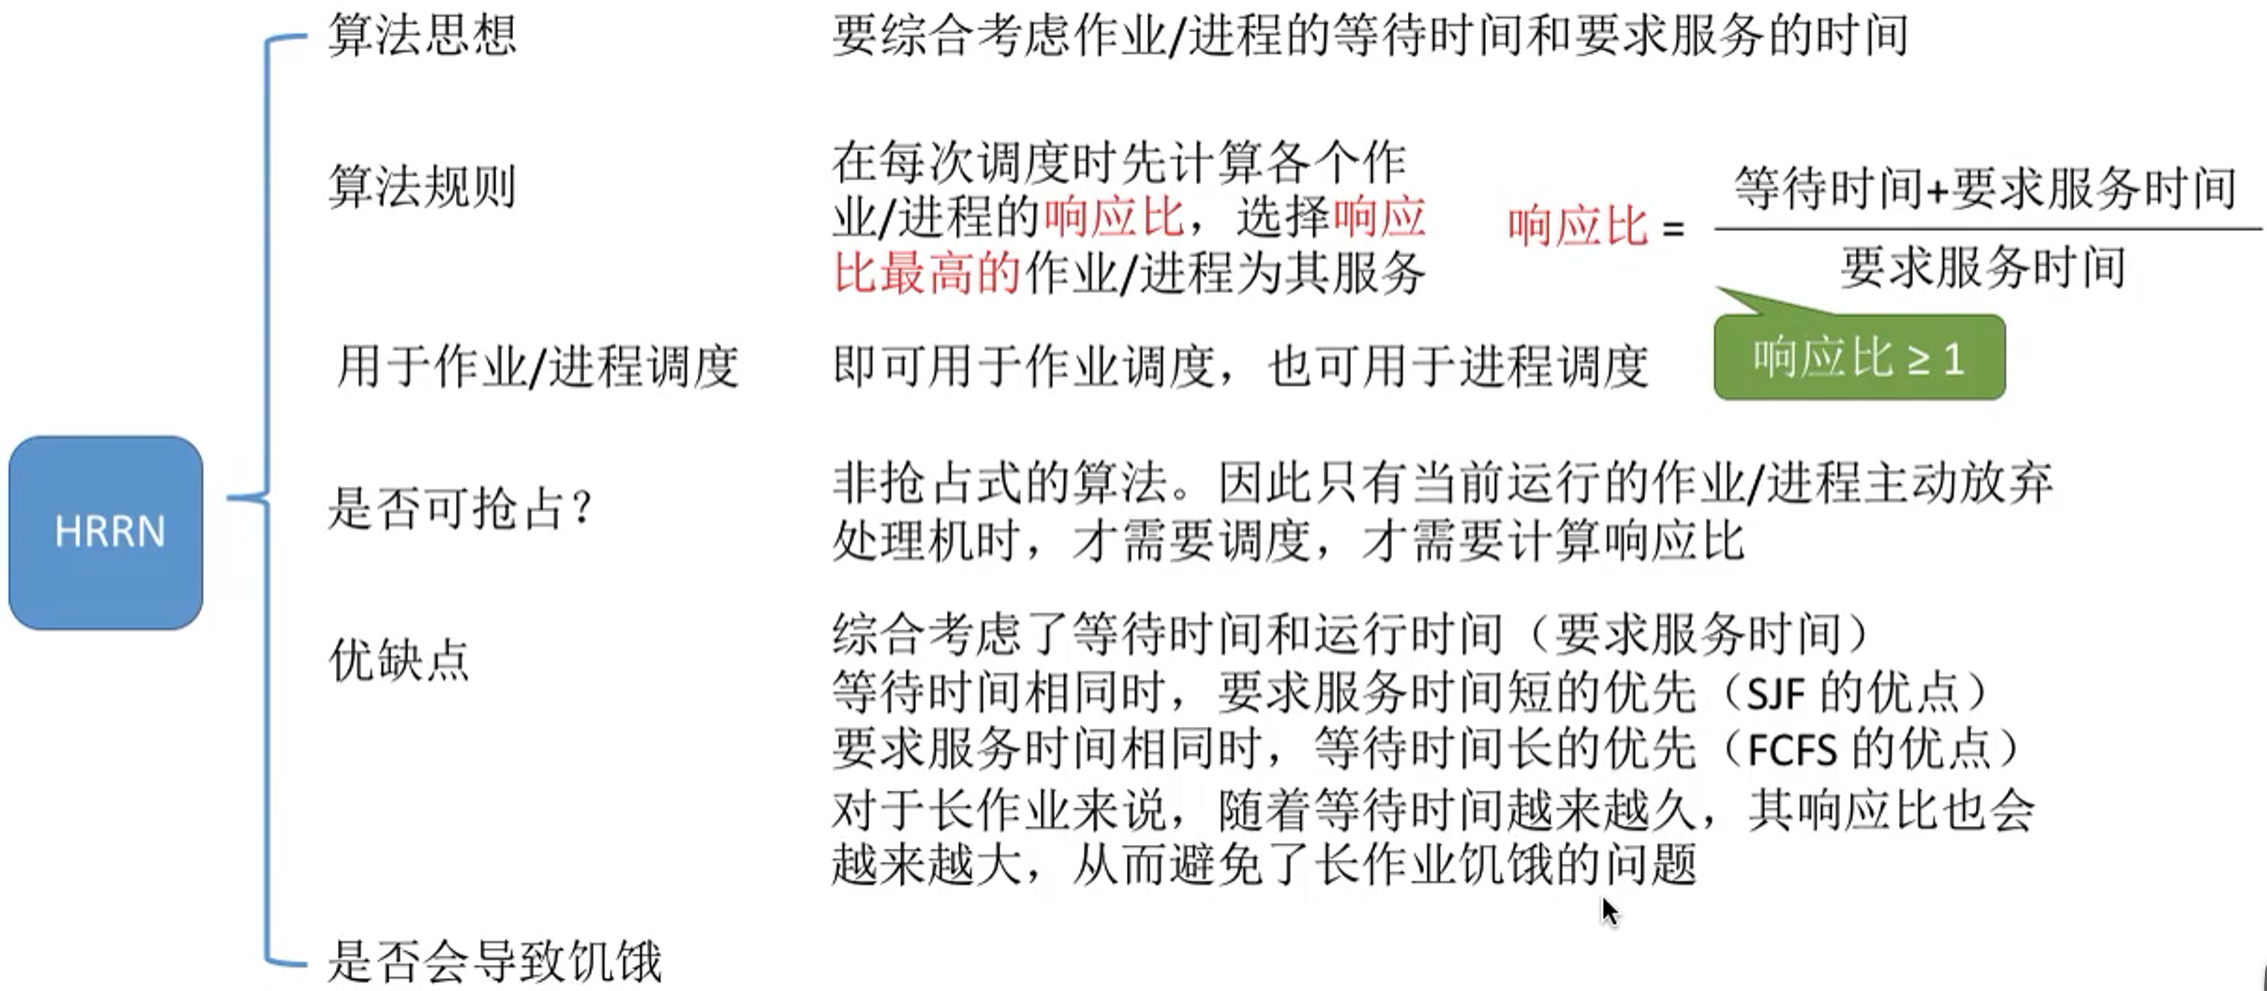 算法思想
要综合考虑作业/进程的等待时间和要求服务的时间
算法规则
在每次调度时先计算各个作
业/进程的响应比，选择响应
比最高的作业/进程为其服务
响应比 =
等待时间+要求服务时间
要求服务时间
响应比 ≥ 1
用于作业/进程调度
即可用于作业调度，也可用于进程调度
HRRN
是否可抢占？
非抢占式的算法。因此只有当前运行的作业/进程主动放弃
处理机时，才需要调度，才需要计算响应比
优缺点
综合考虑了等待时间和运行时间（要求服务时间）
等待时间相同时，要求服务时间短的优先（SJF 的优点）
要求服务时间相同时，等待时间长的优先（FCFS 的优点）
对于长作业来说，随着等待时间越来越久，其响应比也会
越来越大，从而避免了长作业饥饿的问题
是否会导致饥饿